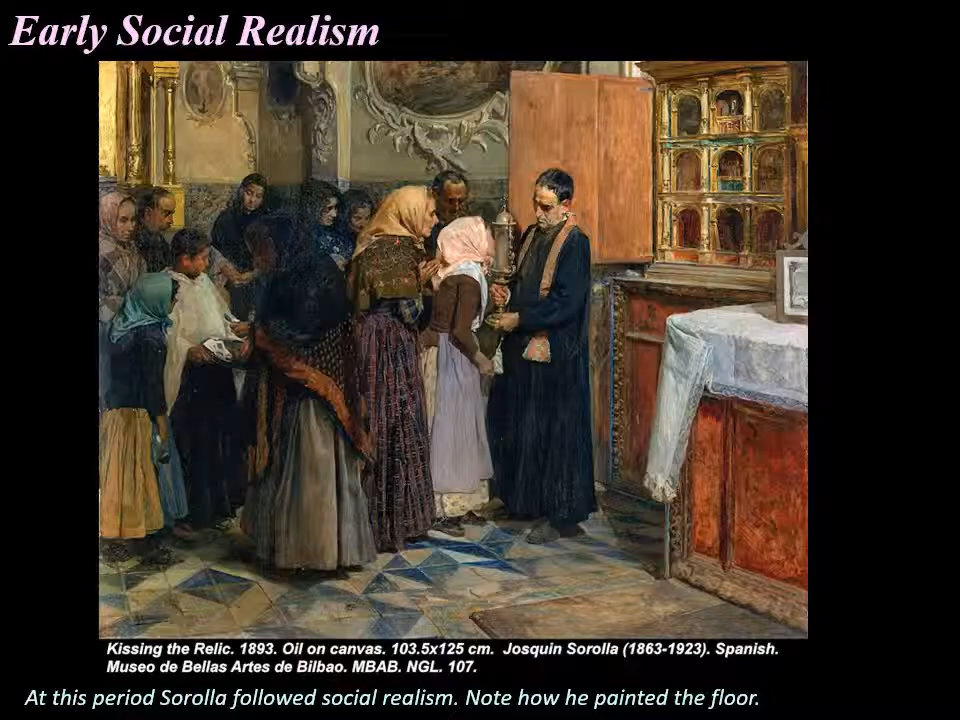 Early Social Realism
Kissing the Relic. 1893. Oil on canvas. 103.5x125 cm. Josquin Sorolla (1863-1923). Spanish.
Museo de Bellas Artes de Bilbao. MBAB. NGL. 107.
At this period Sorolla followed social realism. Note how he painted the floor.